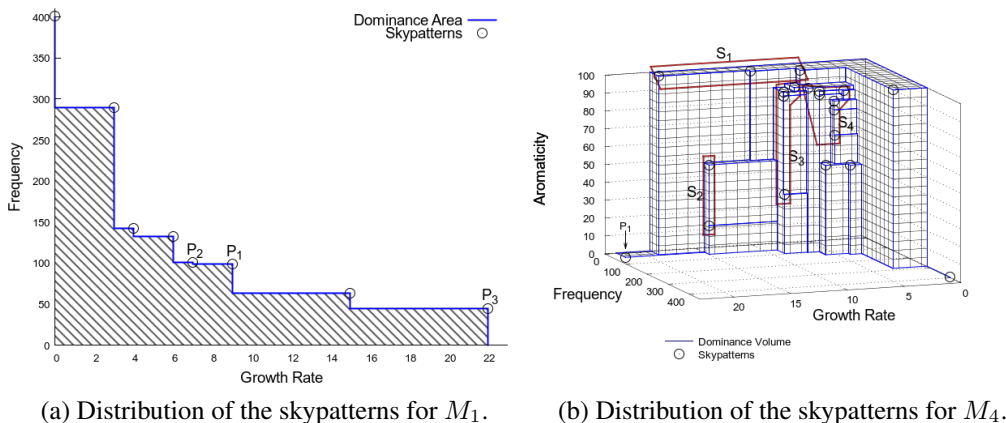 Dominance Area
Skypatterns
Frequency
400
350
300
250
200
150
100
50
0
P2
P1
P3
0 2 4 6 8 10 12 14 16 18 20 22
Growth Rate
(a) Distribution of the skypatterns for M1.
S1
S2
S3
S4
P1
Aromaticity
100
90
80
70
60
50
40
30
20
10
0
0
100
200
300
400
Frequency
20
15
10
5
0
Growth Rate
Dominance Volume
Skypatterns
(b) Distribution of the skypatterns for M4.